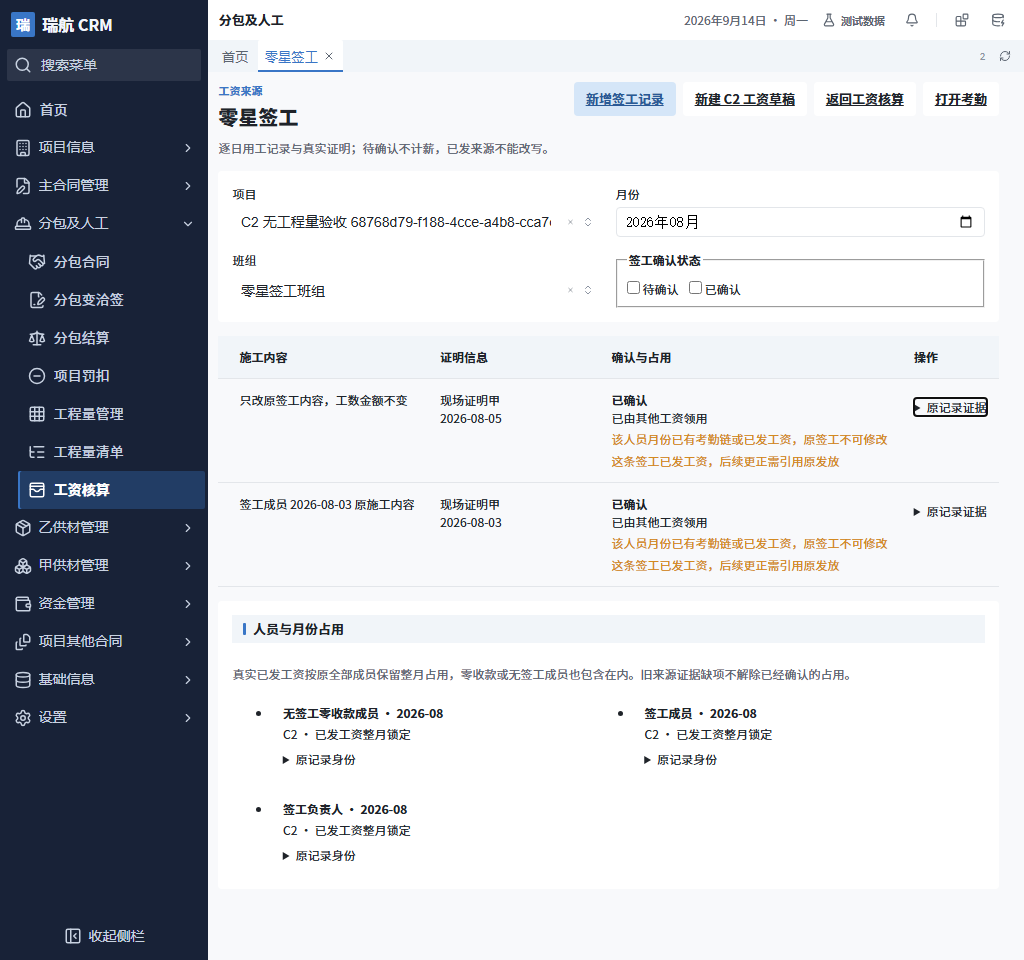 瑞 瑞航 CRM
搜索菜单
首页
项目信息
主合同管理
分包及人工
分包合同
分包变洽签
分包结算
项目罚扣
工程量管理
工程量清单
工资核算
乙供材管理
甲供材管理
资金管理
项目其他合同
基础信息
设置
收起侧栏
分包及人工
2026年9月14日 • 周一 测试数据
首页 零星签工 ×
2
工资来源
零星签工
新增签工记录 新建 C2 工资草稿 返回工资核算 打开考勤
逐日用工记录与真实证明；待确认不计薪，已发来源不能改写。
项目
C2 无工程量验收 68768d79-f188-4cce-a4b8-cca7
月份
2026年08月
班组
零星签工班组
签工确认状态
待确认 已确认
施工内容 证明信息 确认与占用 操作
只改原签工内容，工数金额不变
现场证明甲
2026-08-05
已确认
已由其他工资领用
该人员月份已有考勤链或已发工资，原签工不可修改
这条签工已发工资，后续更正需引用原发放
原记录证据
签工成员 2026-08-03 原施工内容
现场证明甲
2026-08-03
已确认
已由其他工资领用
该人员月份已有考勤链或已发工资，原签工不可修改
这条签工已发工资，后续更正需引用原发放
原记录证据
人员与月份占用
真实已发工资按原全部成员保留整月占用，零收款或无签工成员也包含在内。旧来源证据缺项不解除已经确认的占用。
无签工零收款成员 • 2026-08
C2 • 已发工资整月锁定
原记录身份
签工成员 • 2026-08
C2 • 已发工资整月锁定
原记录身份
签工负责人 • 2026-08
C2 • 已发工资整月锁定
原记录身份